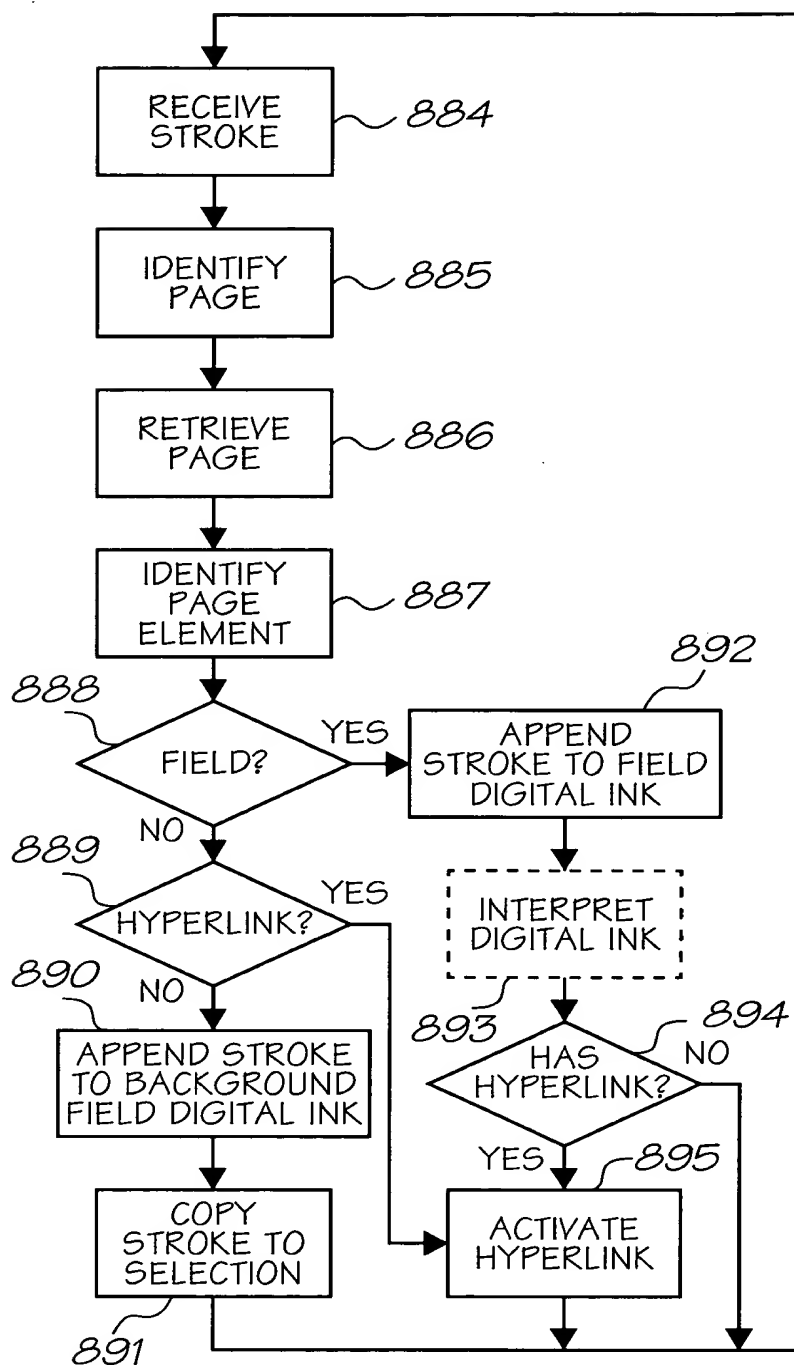 RECEIVE
STROKE
884
IDENTIFY
PAGE
885
RETRIEVE
PAGE
886
IDENTIFY
PAGE
ELEMENT
887
888
FIELD?
YES
NO
892
APPEND
STROKE TO FIELD
DIGITAL INK
889
HYPERLINK?
YES
NO
INTERPRET
DIGITAL INK
893
890
APPEND STROKE
TO BACKGROUND
FIELD DIGITAL INK
894
HAS
HYPERLINK?
NO
YES
895
COPY
STROKE TO
SELECTION
891
ACTIVATE
HYPERLINK